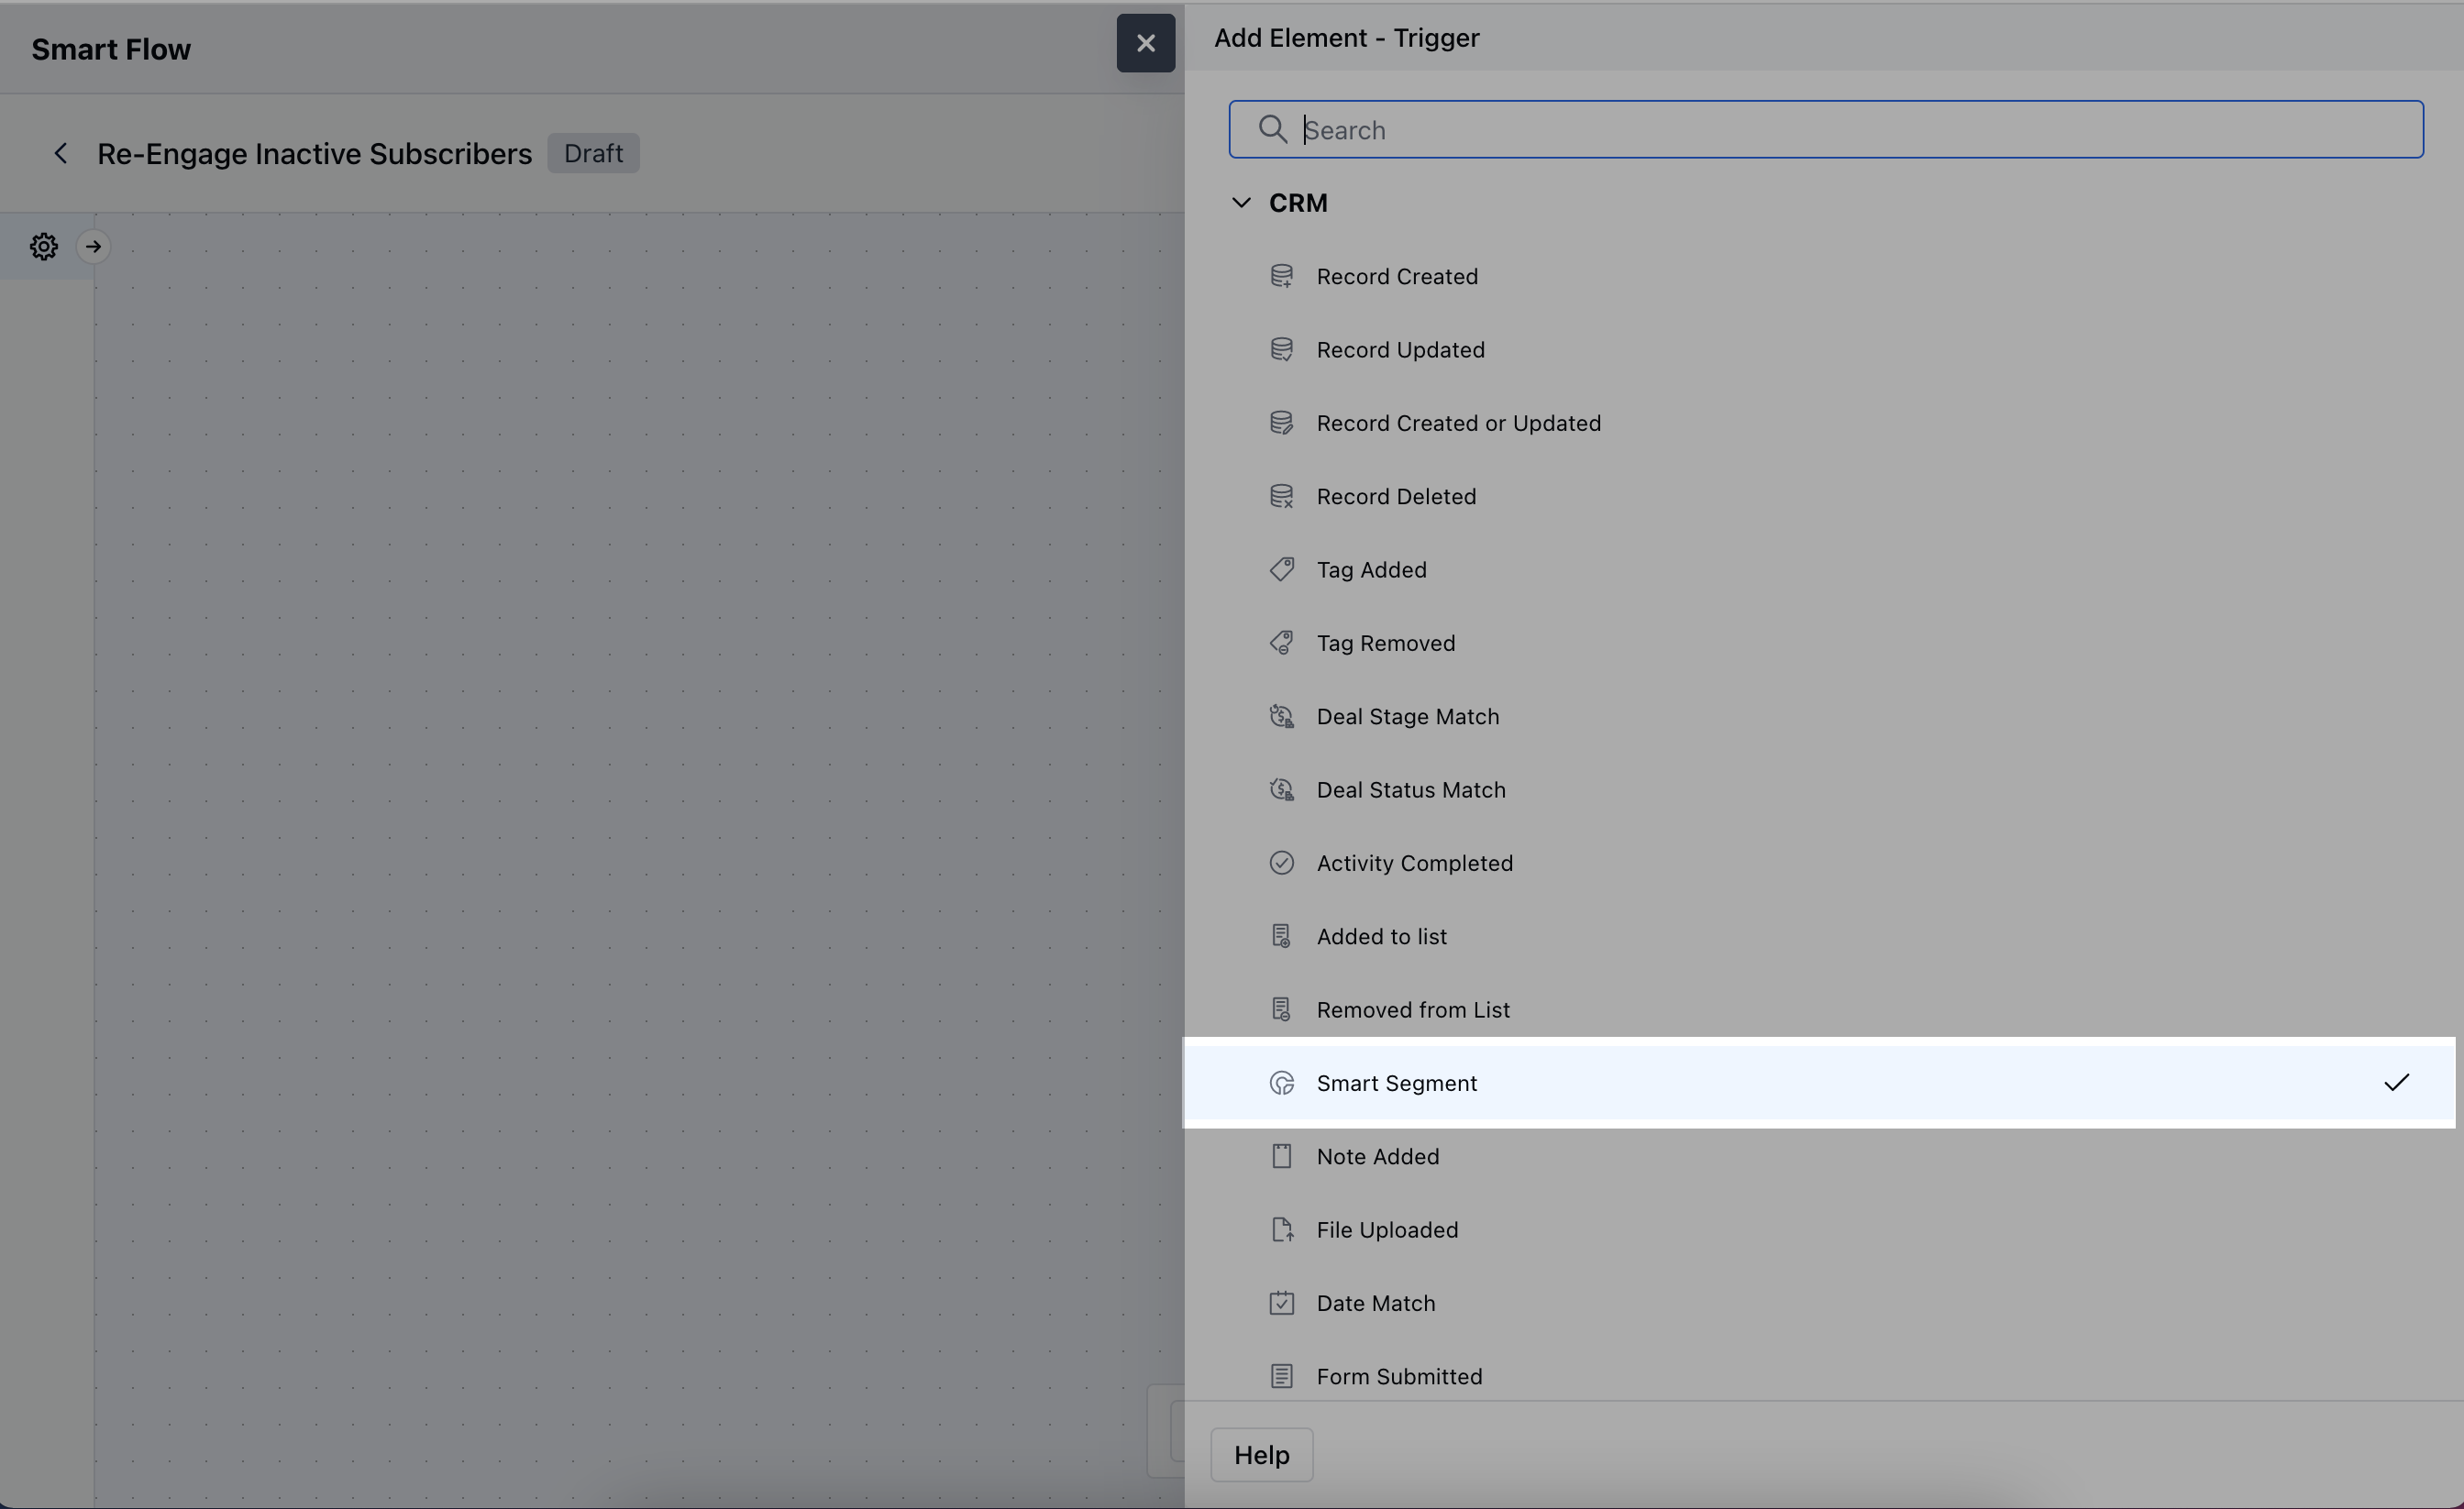 Smart Flow
Re-Engage Inactive Subscribers
Draft
Add Element - Trigger
Search
CRM
Record Created
Record Updated
Record Created or Updated
Record Deleted
Tag Added
Tag Removed
Deal Stage Match
Deal Status Match
Activity Completed
Added to list
Removed from List
Smart Segment
Note Added
File Uploaded
Date Match
Form Submitted
Help